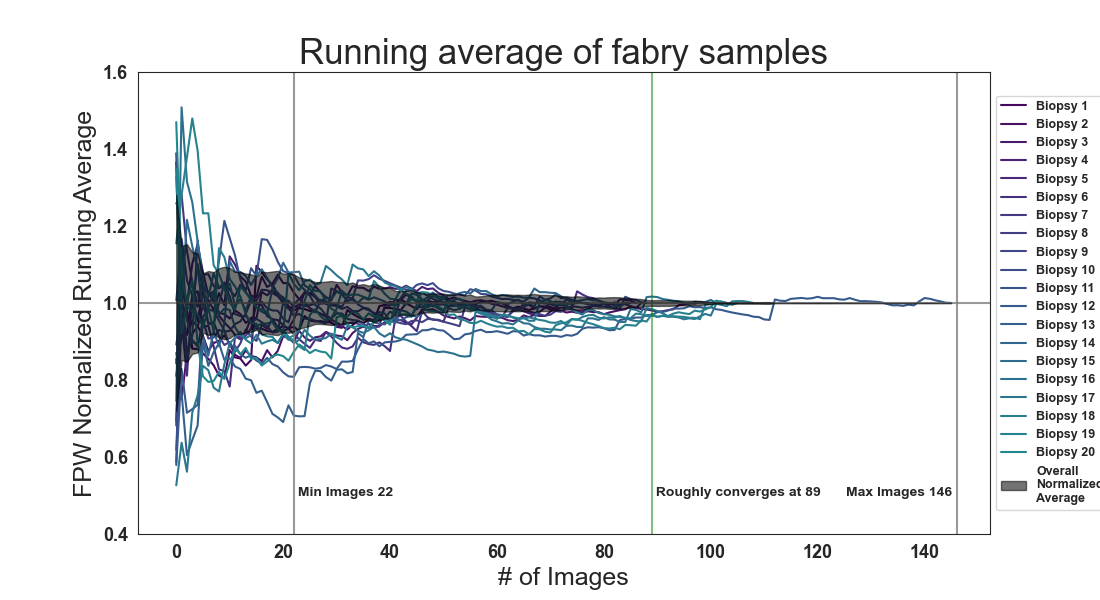 Running average of fabry samples
FPW Normalized Running Average
1.6
1.4
1.2
1.0
0.8
0.6
0.4
Min Images 22
Roughly converges at 89
Max Images 146
0
20
40
60
80
100
120
140
# of Images
Biopsy 1
Biopsy 2
Biopsy 3
Biopsy 4
Biopsy 5
Biopsy 6
Biopsy 7
Biopsy 8
Biopsy 9
Biopsy 10
Biopsy 11
Biopsy 12
Biopsy 13
Biopsy 14
Biopsy 15
Biopsy 16
Biopsy 17
Biopsy 18
Biopsy 19
Biopsy 20
Overall
Normalized
Average